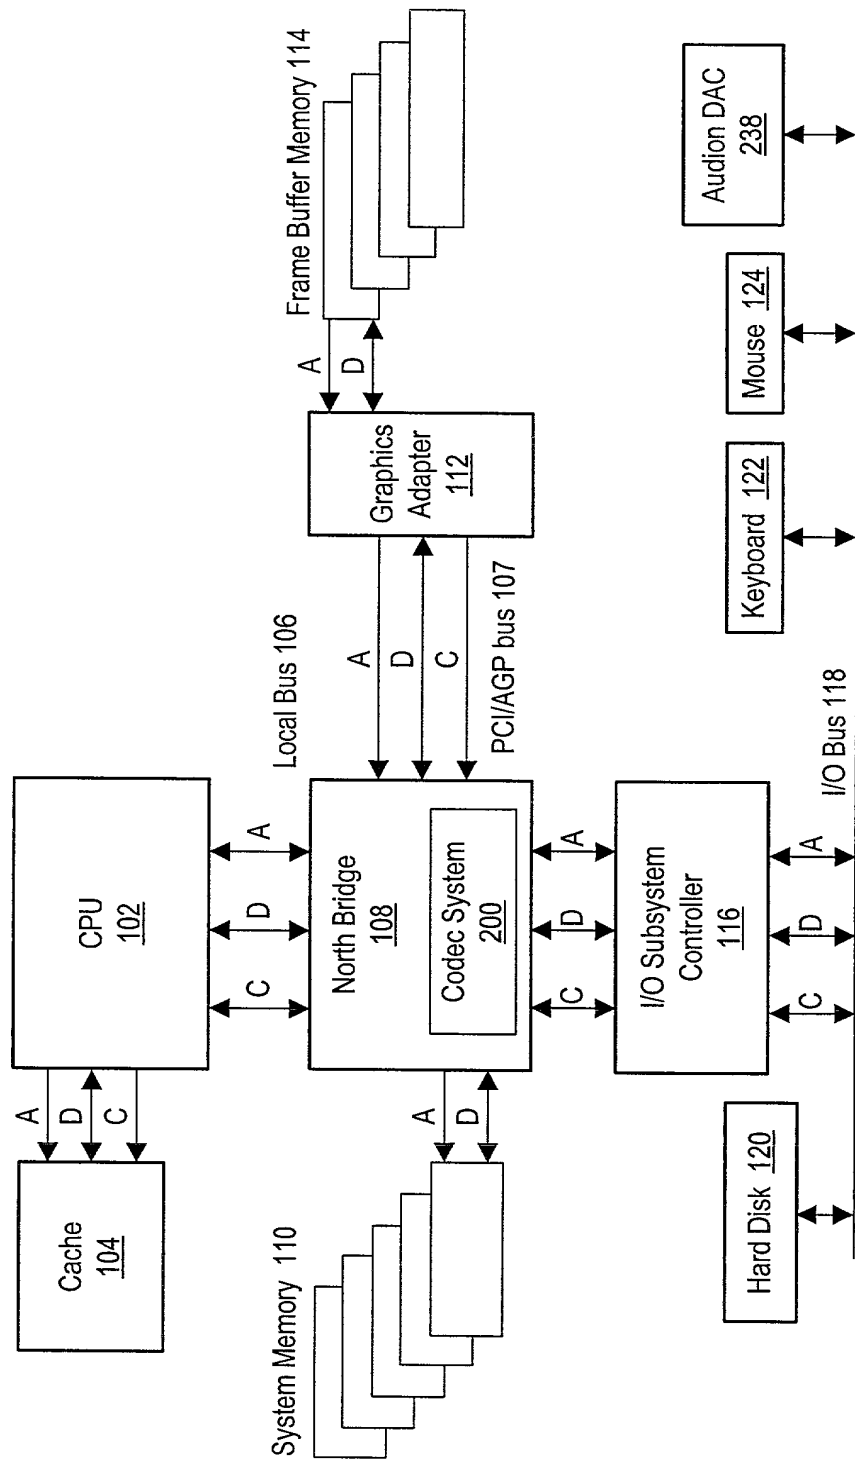 Cache
104
A
D
C
CPU
102
C
D
A
Local Bus 106
System Memory 110
A
D
North Bridge
108
Codec System
200
A
D
C
PCI/AGP bus 107
Graphics
Adapter
112
A
D
Frame Buffer Memory 114
C
D
A
I/O Subsystem
Controller
116
C
D
A
I/O Bus 118
Hard Disk 120
Keyboard 122
Mouse 124
Audion DAC
238